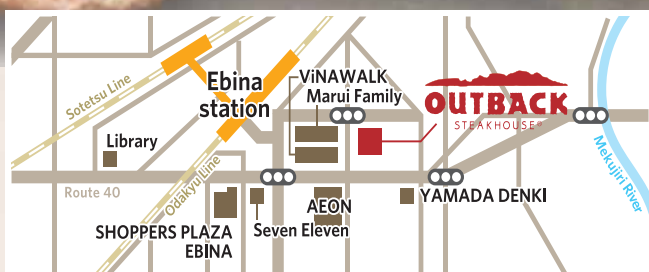 Sotetsu Line
Ebina
station
ViNAWALK
Marui Family
OUTBACK
STEAKHOUSE®
Library
Odakyu Line
Mekujiri River
Route 40
AEON
YAMADA DENKI
SHOPPERS PLAZA
EBINA
Seven Eleven